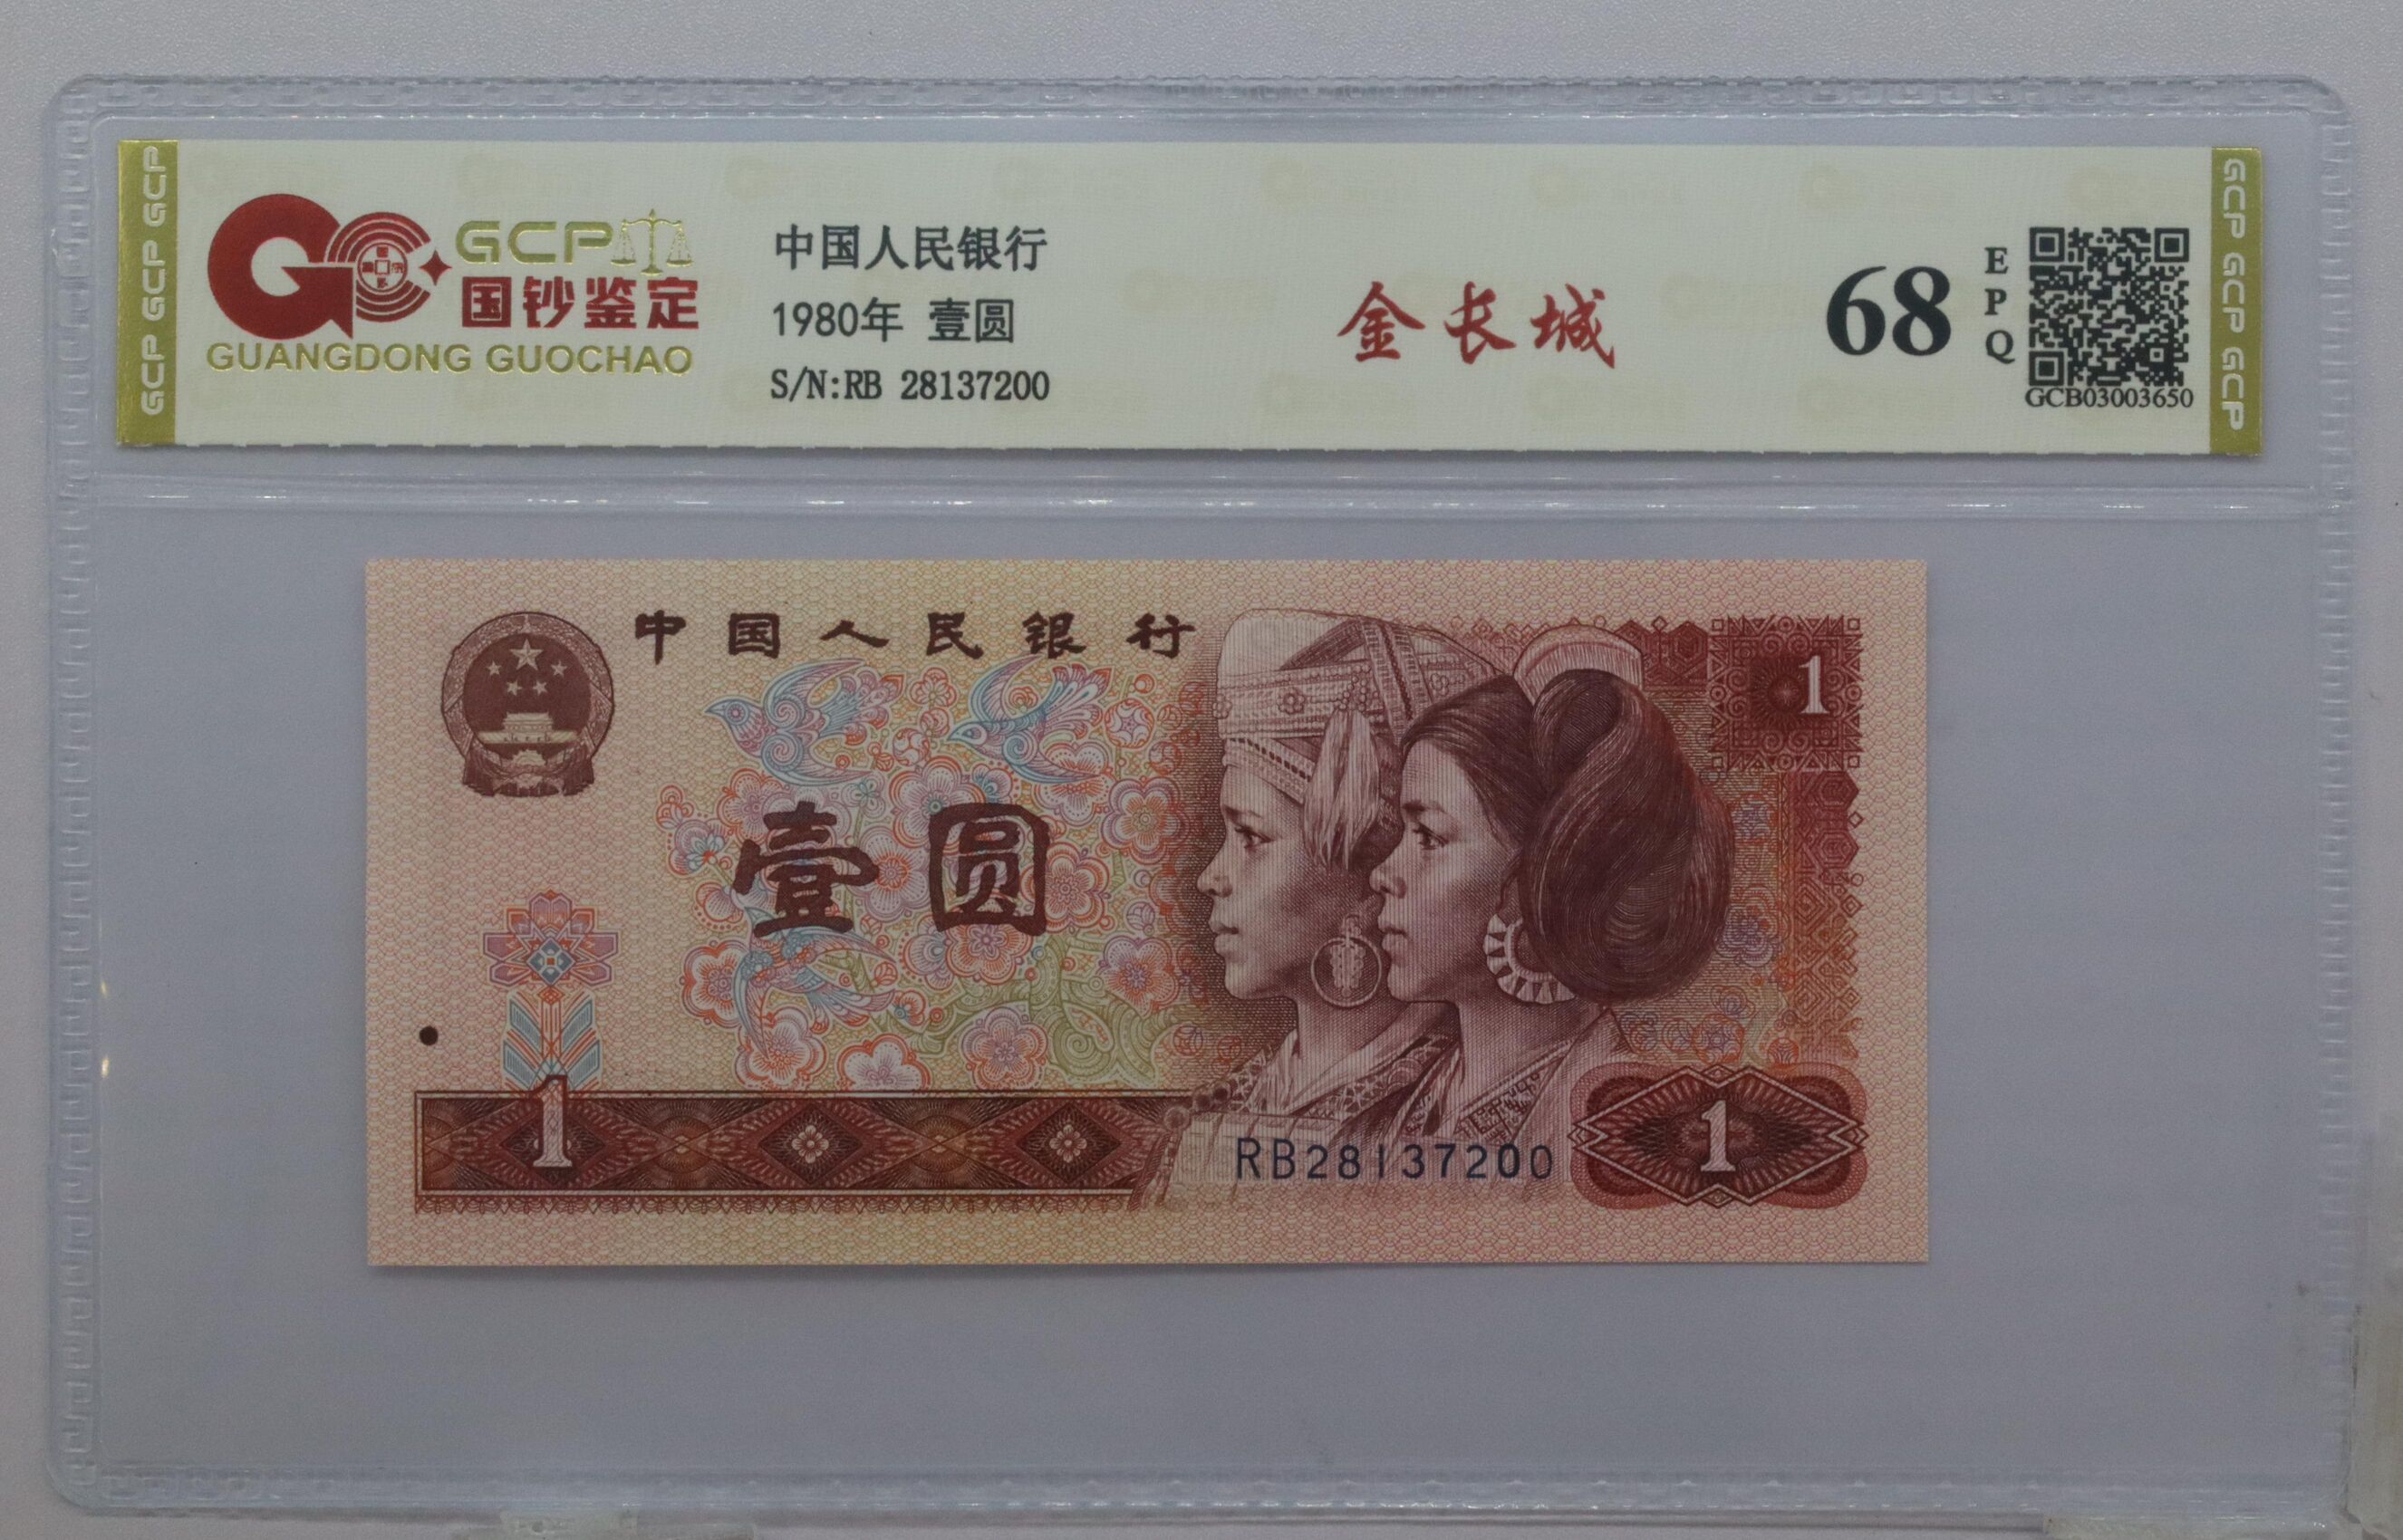 GCP GCP GCP
GCP
国钞鉴定
GUANGDONG GUOCHAO
中国人民银行
1980年 壹圆
S/N:RB 28137200
金长城
68
EPQ
GCB03003650
GCP GCP GCP
中国人民银行
1
壹圆
1
RB28137200
1